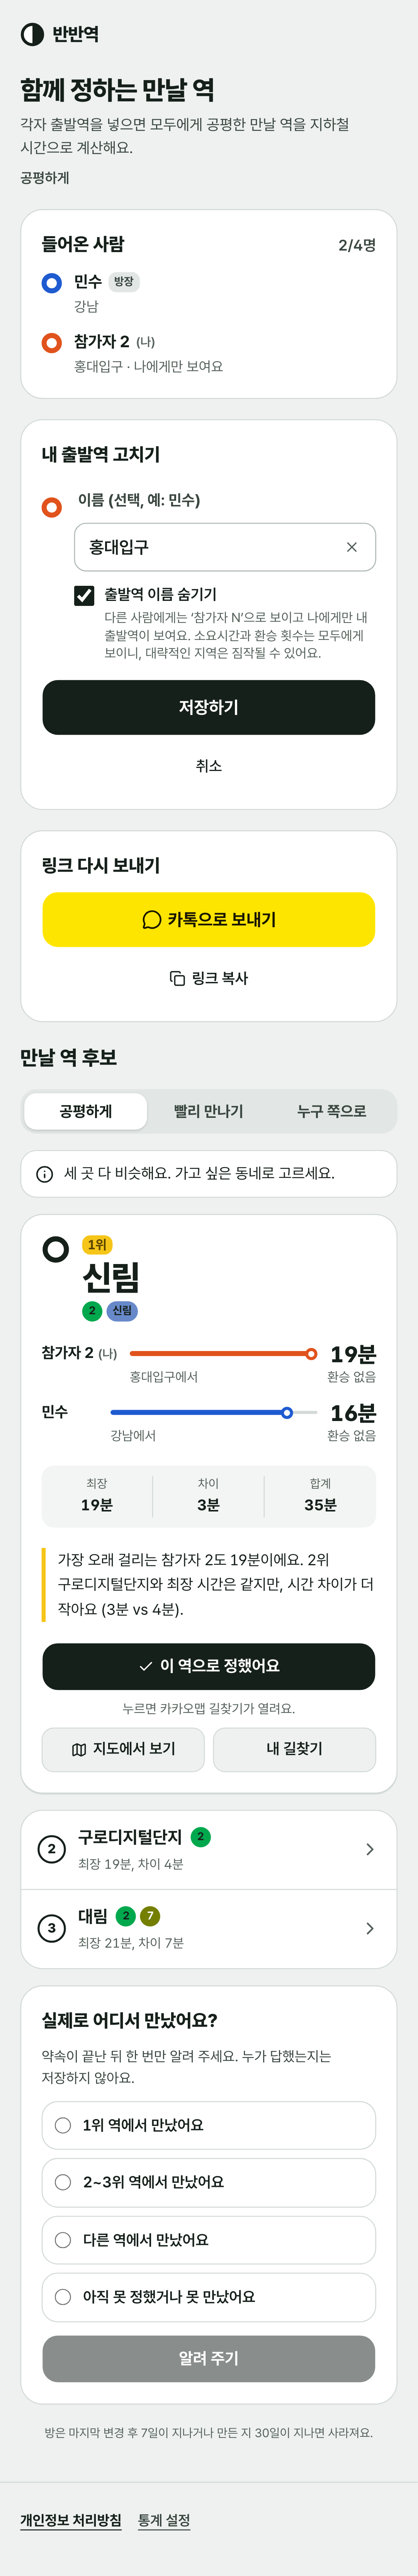 반반역
함께 정하는 만날 역
각자 출발역을 넣으면 모두에게 공평한 만날 역을 지하철
시간으로 계산해요.
공평하게
들어온 사람
2/4명
민수 방장
강남
참가자 2 (나)
홍대입구 · 나에게만 보여요
내 출발역 고치기
이름 (선택, 예: 민수)
홍대입구
출발역 이름 숨기기
다른 사람에게는 ‘참가자 N’으로 보이고 나에게만 내
출발역이 보여요. 소요시간과 환승 횟수는 모두에게
보이니, 대략적인 지역은 짐작될 수 있어요.
저장하기
취소
링크 다시 보내기
카톡으로 보내기
링크 복사
만날 역 후보
공평하게 빨리 만나기 누구 쪽으로
세 곳 다 비슷해요. 가고 싶은 동네로 고르세요.
1위
신림
2 신림
참가자 2 (나) 19분
홍대입구에서 환승 없음
민수 16분
강남에서 환승 없음
최장 차이 합계
19분 3분 35분
가장 오래 걸리는 참가자 2도 19분이에요. 2위
구로디지털단지와 최장 시간은 같지만, 시간 차이가 더
작아요 (3분 vs 4분).
이 역으로 정했어요
누르면 카카오맵 길찾기가 열려요.
지도에서 보기 내 길찾기
2 구로디지털단지 2
최장 19분, 차이 4분
3 대림 2 7
최장 21분, 차이 7분
실제로 어디서 만났어요?
약속이 끝난 뒤 한 번만 알려 주세요. 누가 답했는지는
저장하지 않아요.
1위 역에서 만났어요
2~3위 역에서 만났어요
다른 역에서 만났어요
아직 못 정했거나 못 만났어요
알려 주기
방은 마지막 변경 후 7일이 지나거나 만든 지 30일이 지나면 사라져요.
개인정보 처리방침 통계 설정